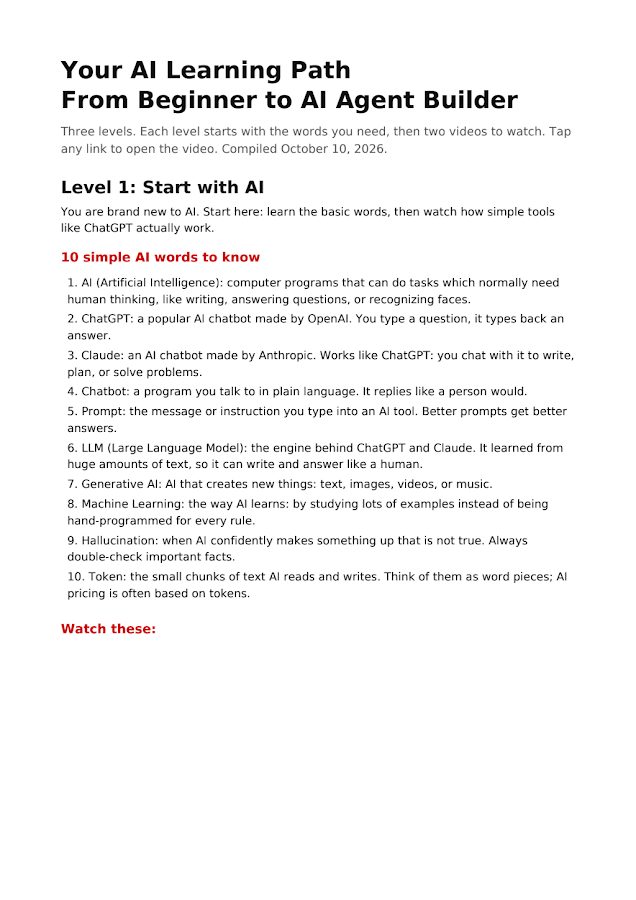 Your AI Learning Path
From Beginner to AI Agent Builder
Three levels. Each level starts with the words you need, then two videos to watch. Tap
any link to open the video. Compiled October 10, 2026.
Level 1: Start with AI
You are brand new to AI. Start here: learn the basic words, then watch how simple tools
like ChatGPT actually work.
10 simple AI words to know
1. AI (Artificial Intelligence): computer programs that can do tasks which normally need
human thinking, like writing, answering questions, or recognizing faces.
2. ChatGPT: a popular AI chatbot made by OpenAI. You type a question, it types back an
answer.
3. Claude: an AI chatbot made by Anthropic. Works like ChatGPT: you chat with it to write,
plan, or solve problems.
4. Chatbot: a program you talk to in plain language. It replies like a person would.
5. Prompt: the message or instruction you type into an AI tool. Better prompts get better
answers.
6. LLM (Large Language Model): the engine behind ChatGPT and Claude. It learned from
huge amounts of text, so it can write and answer like a human.
7. Generative AI: AI that creates new things: text, images, videos, or music.
8. Machine Learning: the way AI learns: by studying lots of examples instead of being
hand-programmed for every rule.
9. Hallucination: when AI confidently makes something up that is not true. Always
double-check important facts.
10. Token: the small chunks of text AI reads and writes. Think of them as word pieces; AI
pricing is often based on tokens.
Watch these: